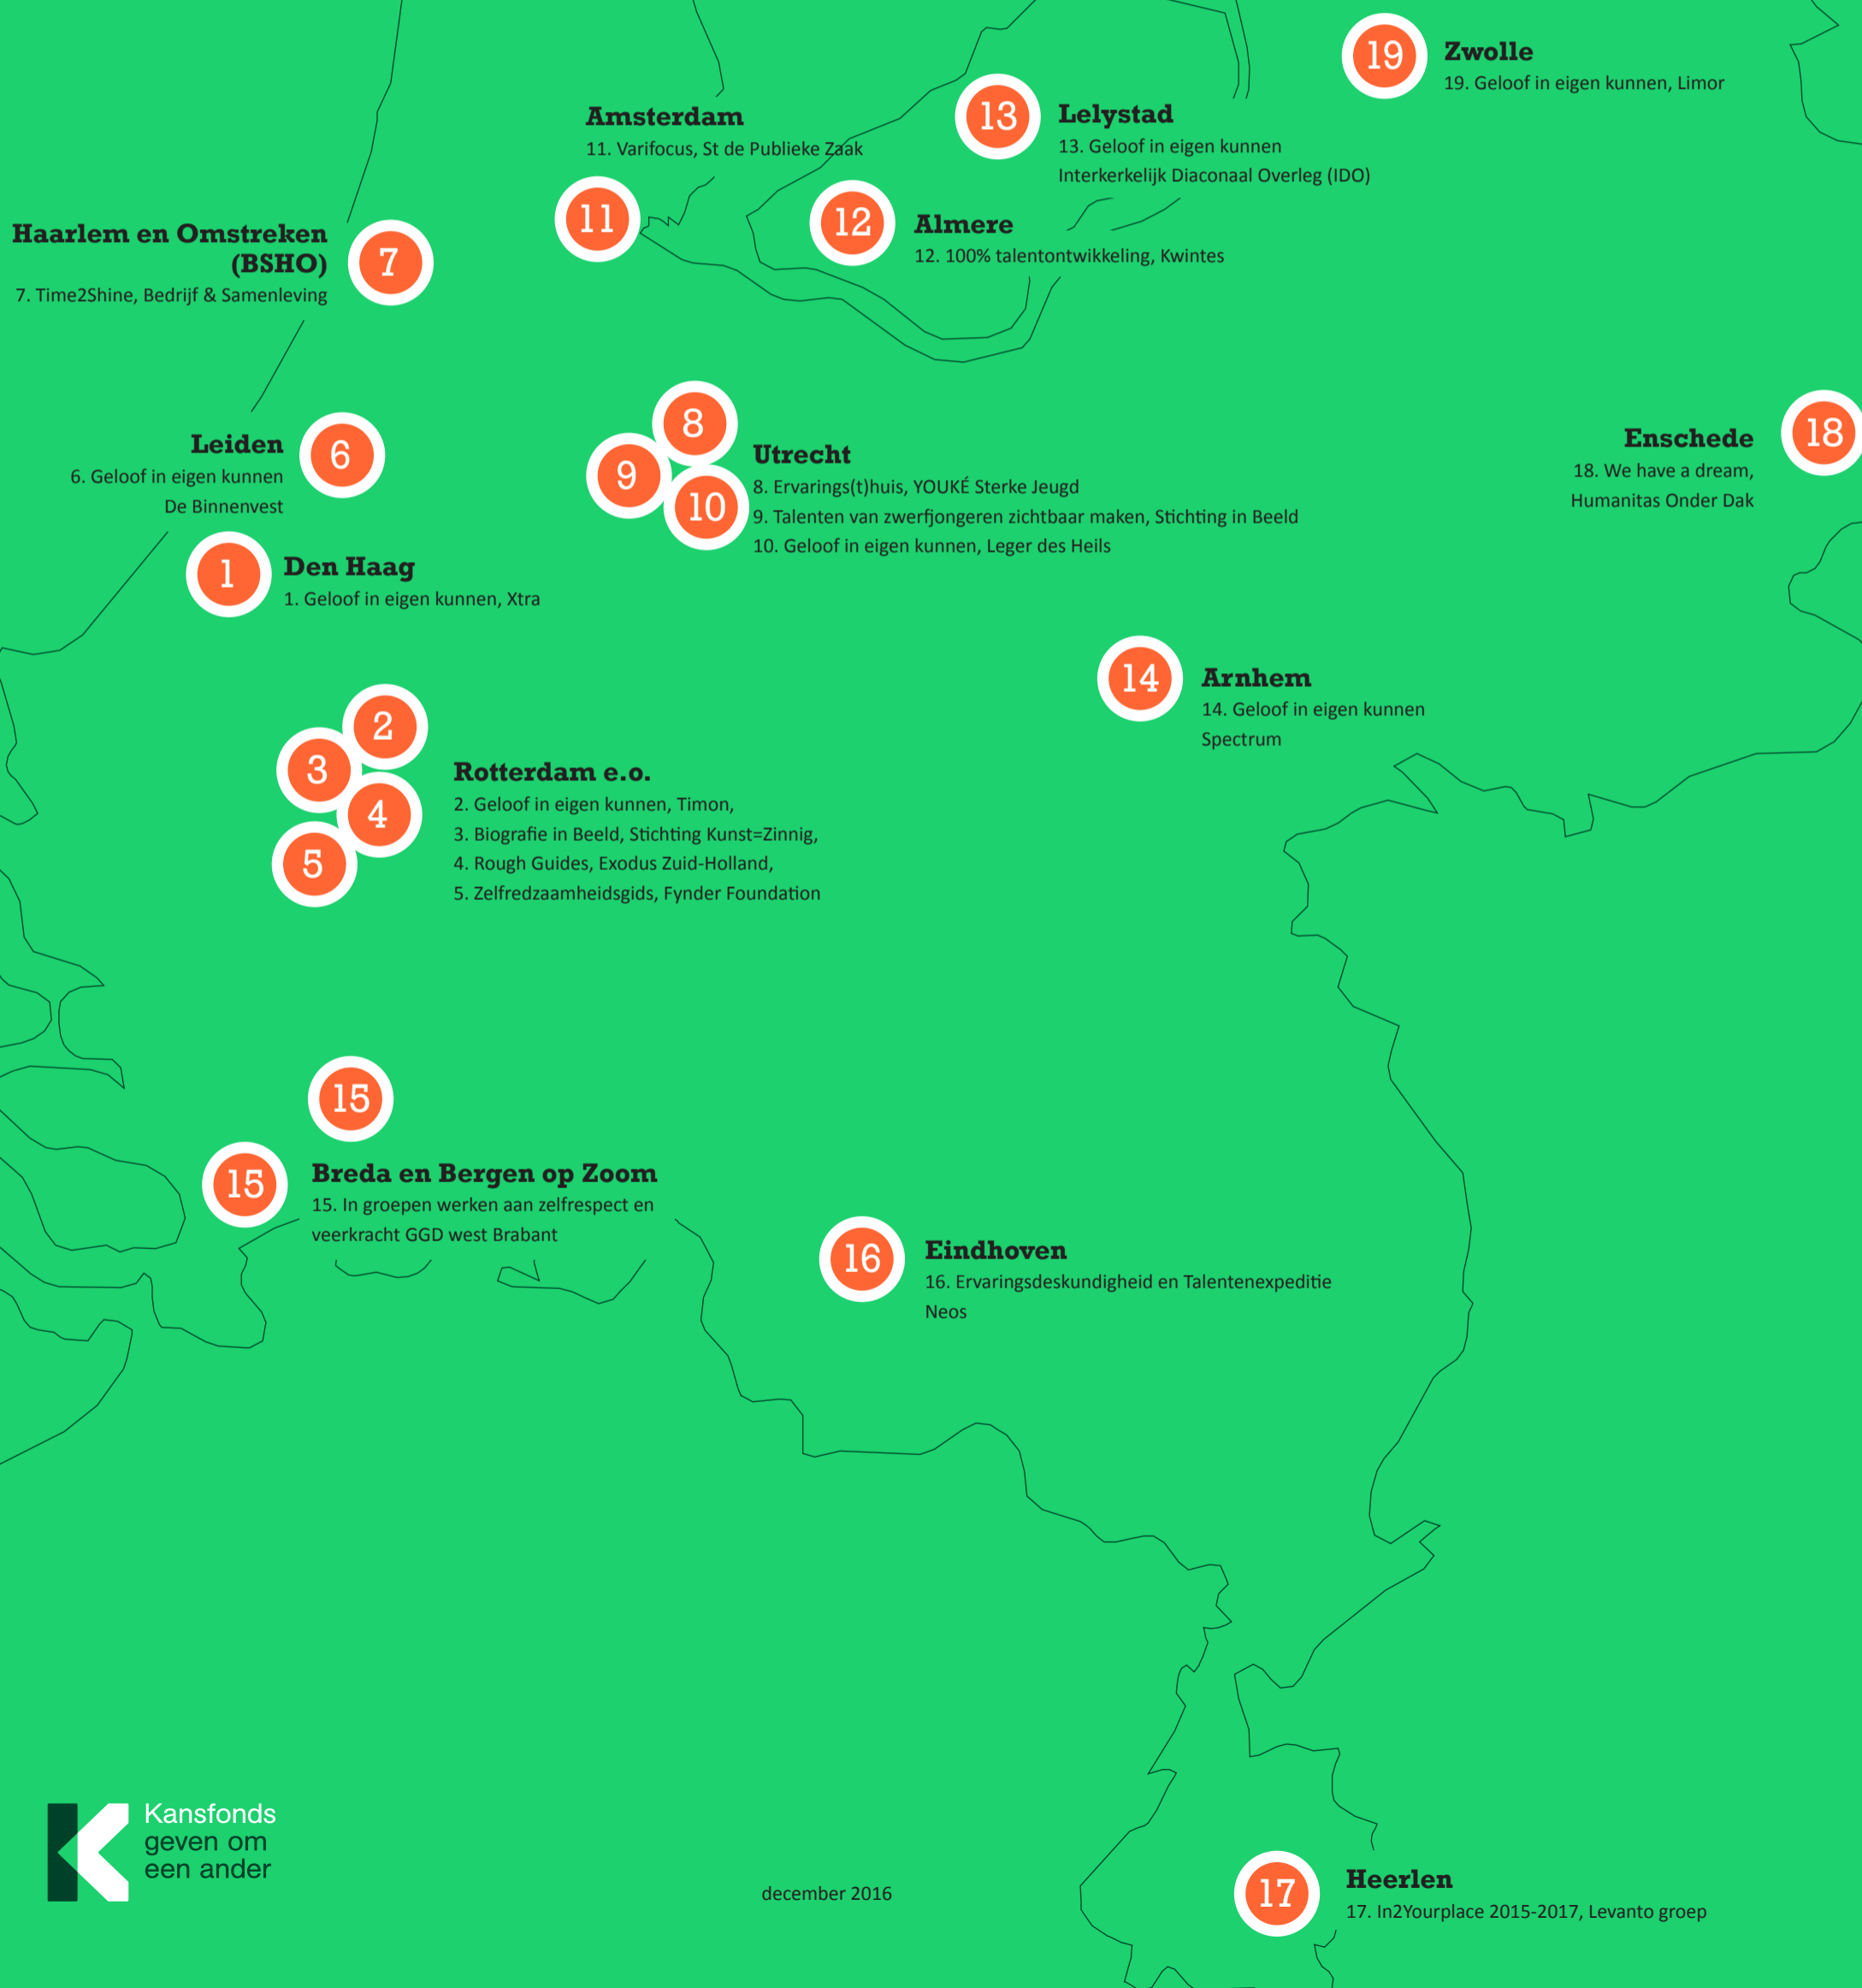 19
Zwolle
19. Geloof in eigen kunnen, Limor
13
Lelystad
13. Geloof in eigen kunnen
Interkerkelijk Diaconaal Overleg (IDO)
Amsterdam
11. Varifocus, St de Publieke Zaak
11
12
Almere
12. 100% talentontwikkeling, Kwintes
Haarlem en Omstreken
(BSHO)
7. Time2Shine, Bedrijf & Samenleving
7
Leiden
6. Geloof in eigen kunnen
De Binnenvest
6
8
9
10
Utrecht
8. Ervarings(t)huis, YOUKÉ Sterke Jeugd
9. Talenten van zwerfjongeren zichtbaar maken, Stichting in Beeld
10. Geloof in eigen kunnen, Leger des Heils
Enschede
18. We have a dream,
Humanitas Onder Dak
18
1
Den Haag
1. Geloof in eigen kunnen, Xtra
14
Arnhem
14. Geloof in eigen kunnen
Spectrum
2
3
4
5
Rotterdam e.o.
2. Geloof in eigen kunnen, Timon,
3. Biografie in Beeld, Stichting Kunst=Zinnig,
4. Rough Guides, Exodus Zuid-Holland,
5. Zelfredzaamheidsgids, Fynder Foundation
15
15
Breda en Bergen op Zoom
15. In groepen werken aan zelfrespect en
veerkracht GGD west Brabant
16
Eindhoven
16. Ervaringsdeskundigheid en Talentenexpeditie
Neos
Kansfonds
geven om
een ander
december 2016
17
Heerlen
17. In2Yourplace 2015-2017, Levanto groep